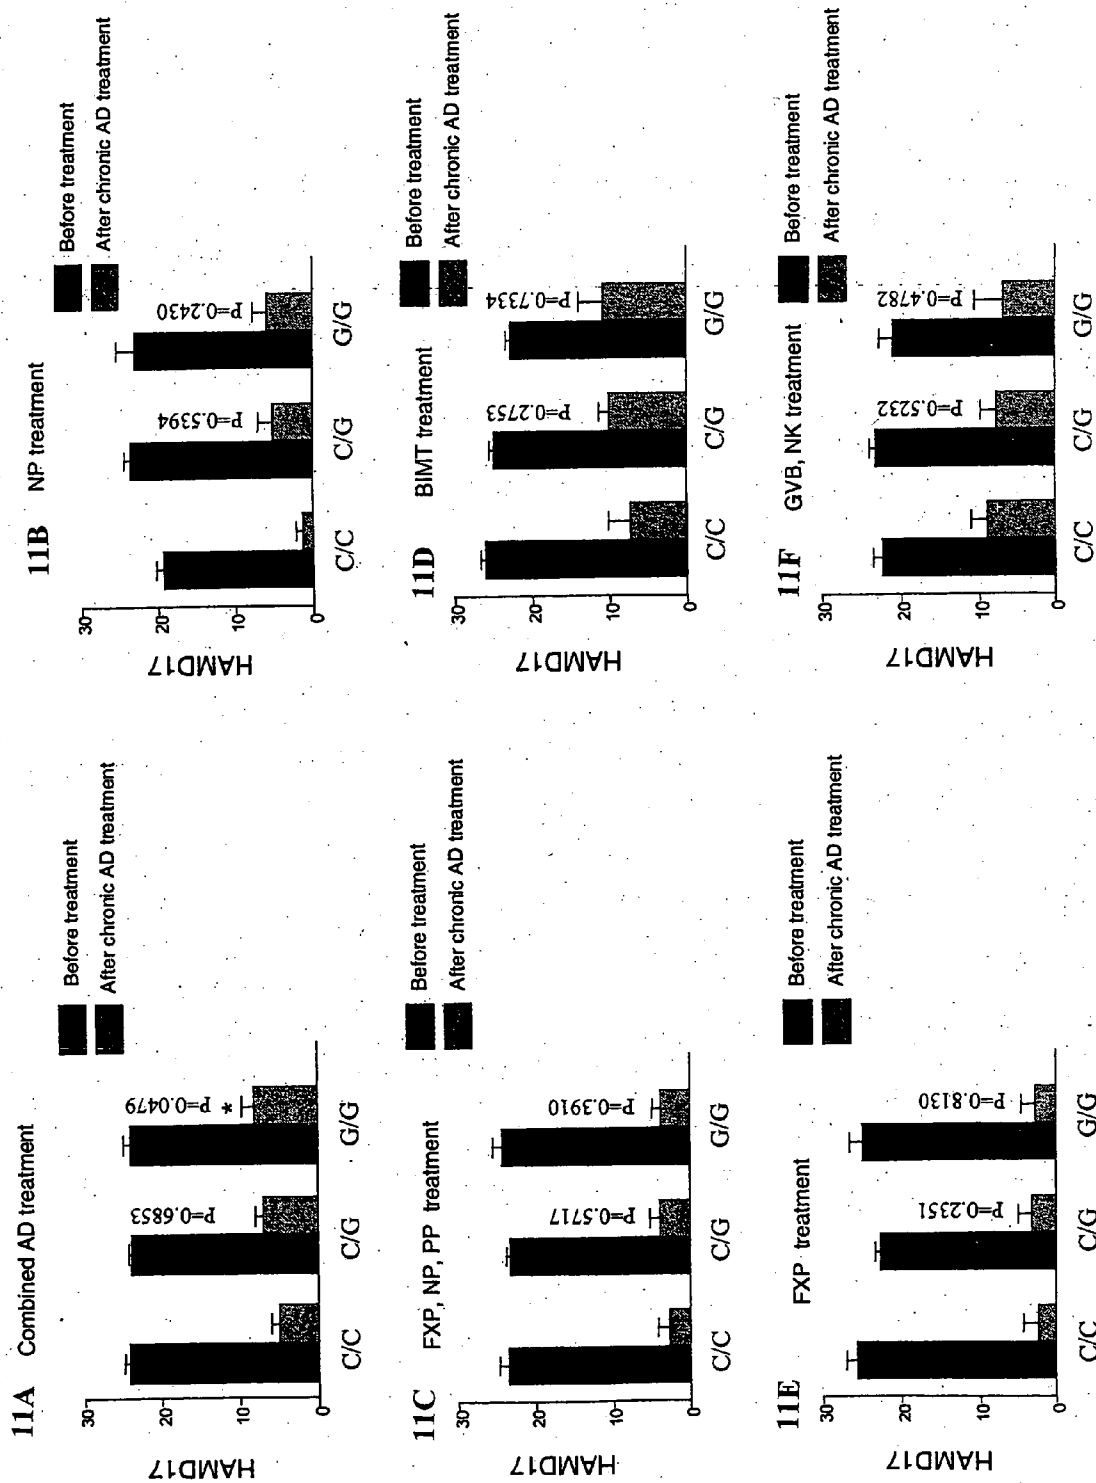 11A Combined AD treatment
Before treatment
After chronic AD treatment
HAMD17
30
20
10
0
P=0.6853
* P=0.0479
C/C C/G G/G
11B NP treatment
Before treatment
After chronic AD treatment
HAMD17
30
20
10
0
P=0.5394
P=0.2430
C/C C/G G/G
11C FXP, NP, PP treatment
Before treatment
After chronic AD treatment
HAMD17
30
20
10
0
P=0.5717
P=0.3910
C/C C/G G/G
11D BIMT treatment
Before treatment
After chronic AD treatment
HAMD17
30
20
10
0
P=0.2753
P=0.7334
C/C C/G G/G
11E FXP treatment
Before treatment
After chronic AD treatment
HAMD17
30
20
10
0
P=0.2351
P=0.8130
C/C C/G G/G
11F GVB, NK treatment
Before treatment
After chronic AD treatment
HAMD17
30
20
10
0
P=0.5232
P=0.4782
C/C C/G G/G